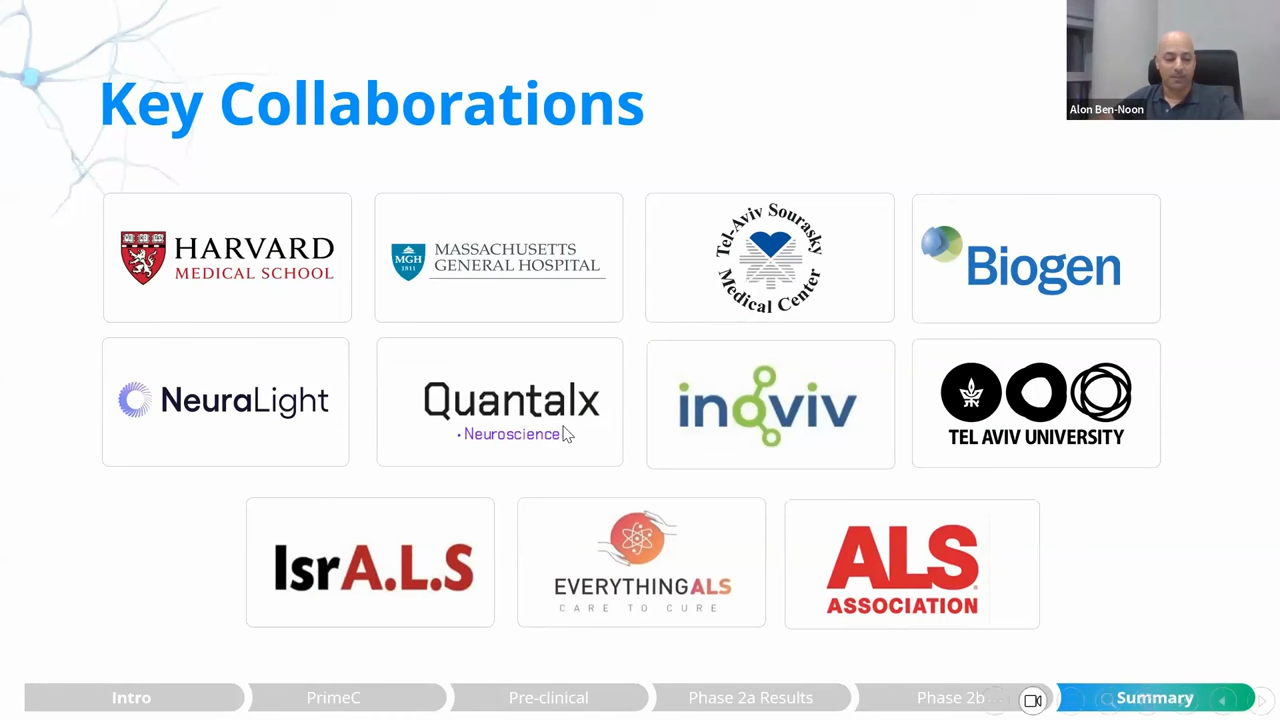 Key Collaborations
Alon Ben-Noon
HARVARD
MEDICAL SCHOOL
MGH
1811
MASSACHUSETTS
GENERAL HOSPITAL
Tel-Aviv Sourasky
Medical Center
Biogen
NeuraLight
Quantalx
• Neuroscience
inoviv
TEL AVIV UNIVERSITY
IsrA.L.S
EVERYTHINGALS
CARE TO CURE
ALS
ASSOCIATION
Intro
PrimeC
Pre-clinical
Phase 2a Results
Phase 2b
Summary